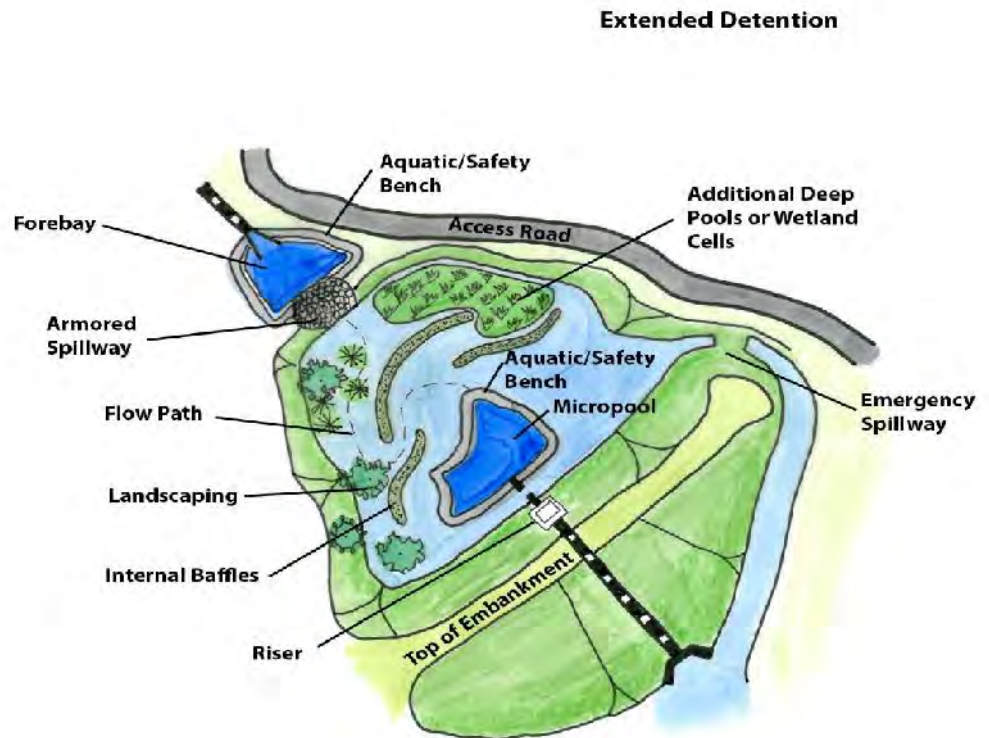 Extended Detention
Aquatic/Safety
Bench
Additional Deep
Pools or Wetland
Cells
Forebay
Access Road
Armored
Spillway
Aquatic/Safety
Bench
Micropool
Emergency
Spillway
Flow Path
Landscaping
Internal Baffles
Riser
Top of Embankment